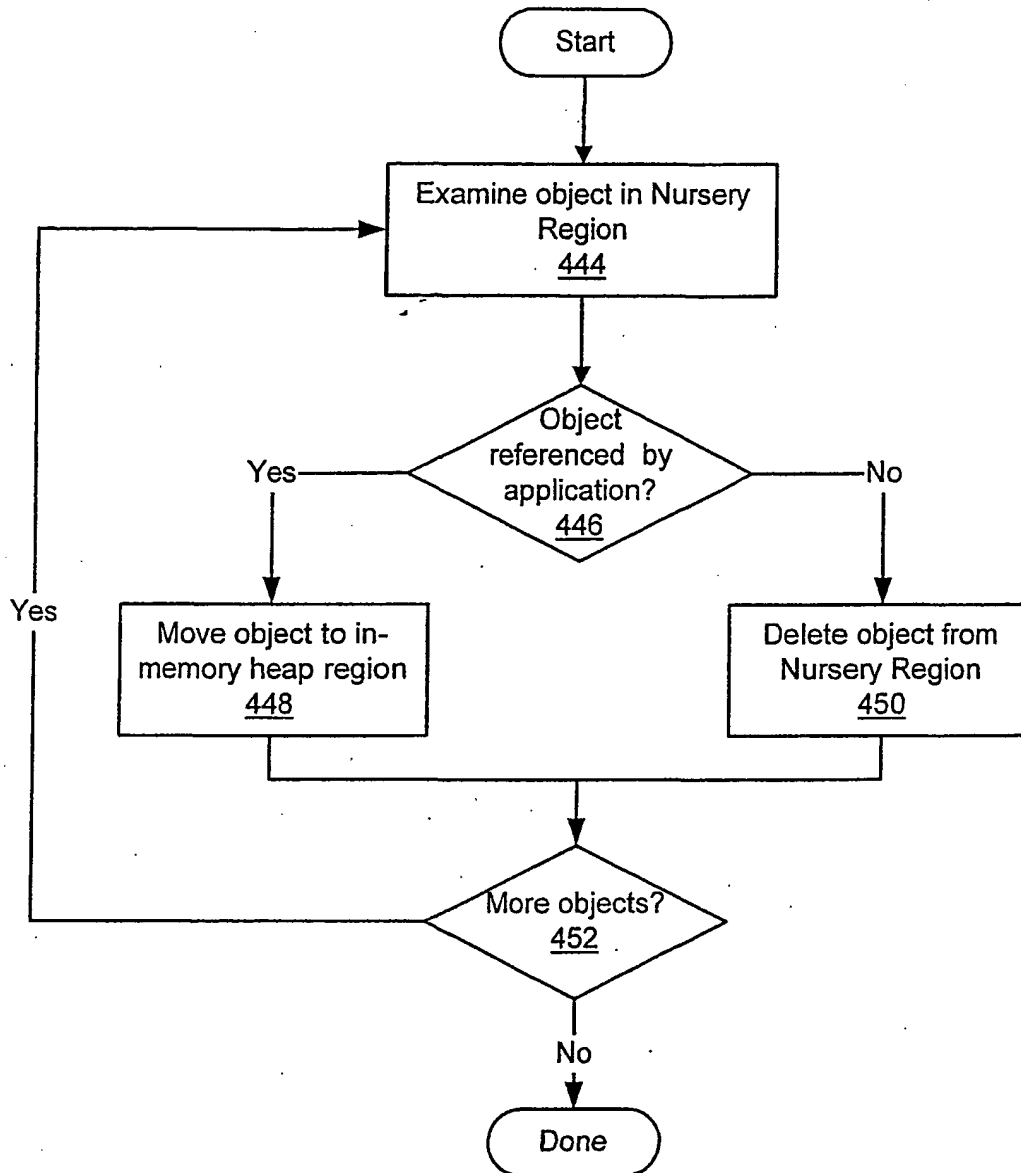 Start
Examine object in Nursery
Region
444
Object
referenced by
application?
446
Yes
No
Yes
Move object to in-
memory heap region
448
Delete object from
Nursery Region
450
More objects?
452
No
Done